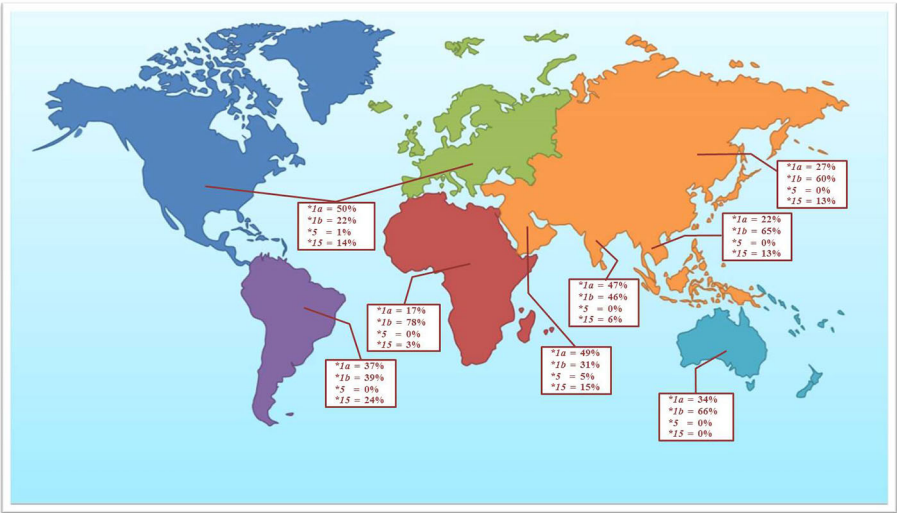 *1a = 27%
*1b = 60%
*5 = 0%
*15 = 13%
*1a = 50%
*1b = 22%
*5 = 1%
*15 = 14%
*1a = 22%
*1b = 65%
*5 = 0%
*15 = 13%
*1a = 47%
*1b = 46%
*5 = 0%
*15 = 6%
*1a = 17%
*1b = 78%
*5 = 0%
*15 = 3%
*1a = 49%
*1b = 31%
*5 = 5%
*15 = 15%
*1a = 37%
*1b = 39%
*5 = 0%
*15 = 24%
*1a = 34%
*1b = 66%
*5 = 0%
*15 = 0%